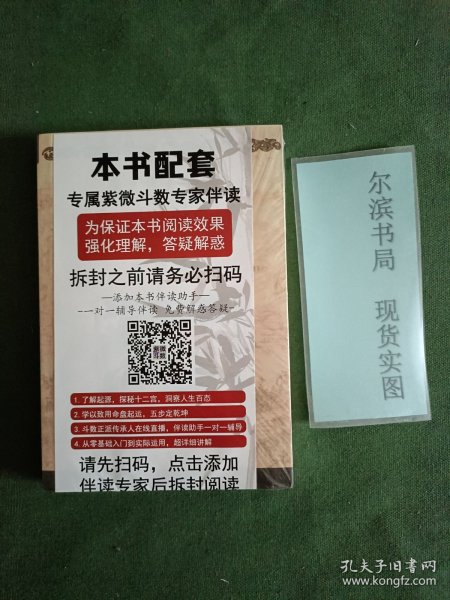 本书配套
专属紫微斗数专家伴读
为保证本书阅读效果
强化理解，答疑解惑
拆封之前请务必扫码
—添加本书伴读助手—
-一对一辅导伴读 免费解惑答疑-
紫微
斗数
1. 了解起源，探秘十二宫，洞察人生百态
2. 学以致用命盘起运，五步定乾坤
3. 斗数正派传承人在线直播，伴读助手一对一辅导
4. 从零基础入门到实际运用，超详细讲解
请先扫码，点击添加
伴读专家后拆封阅读
尔滨书局 现货实图
孔夫子旧书网
www.kongfz.com